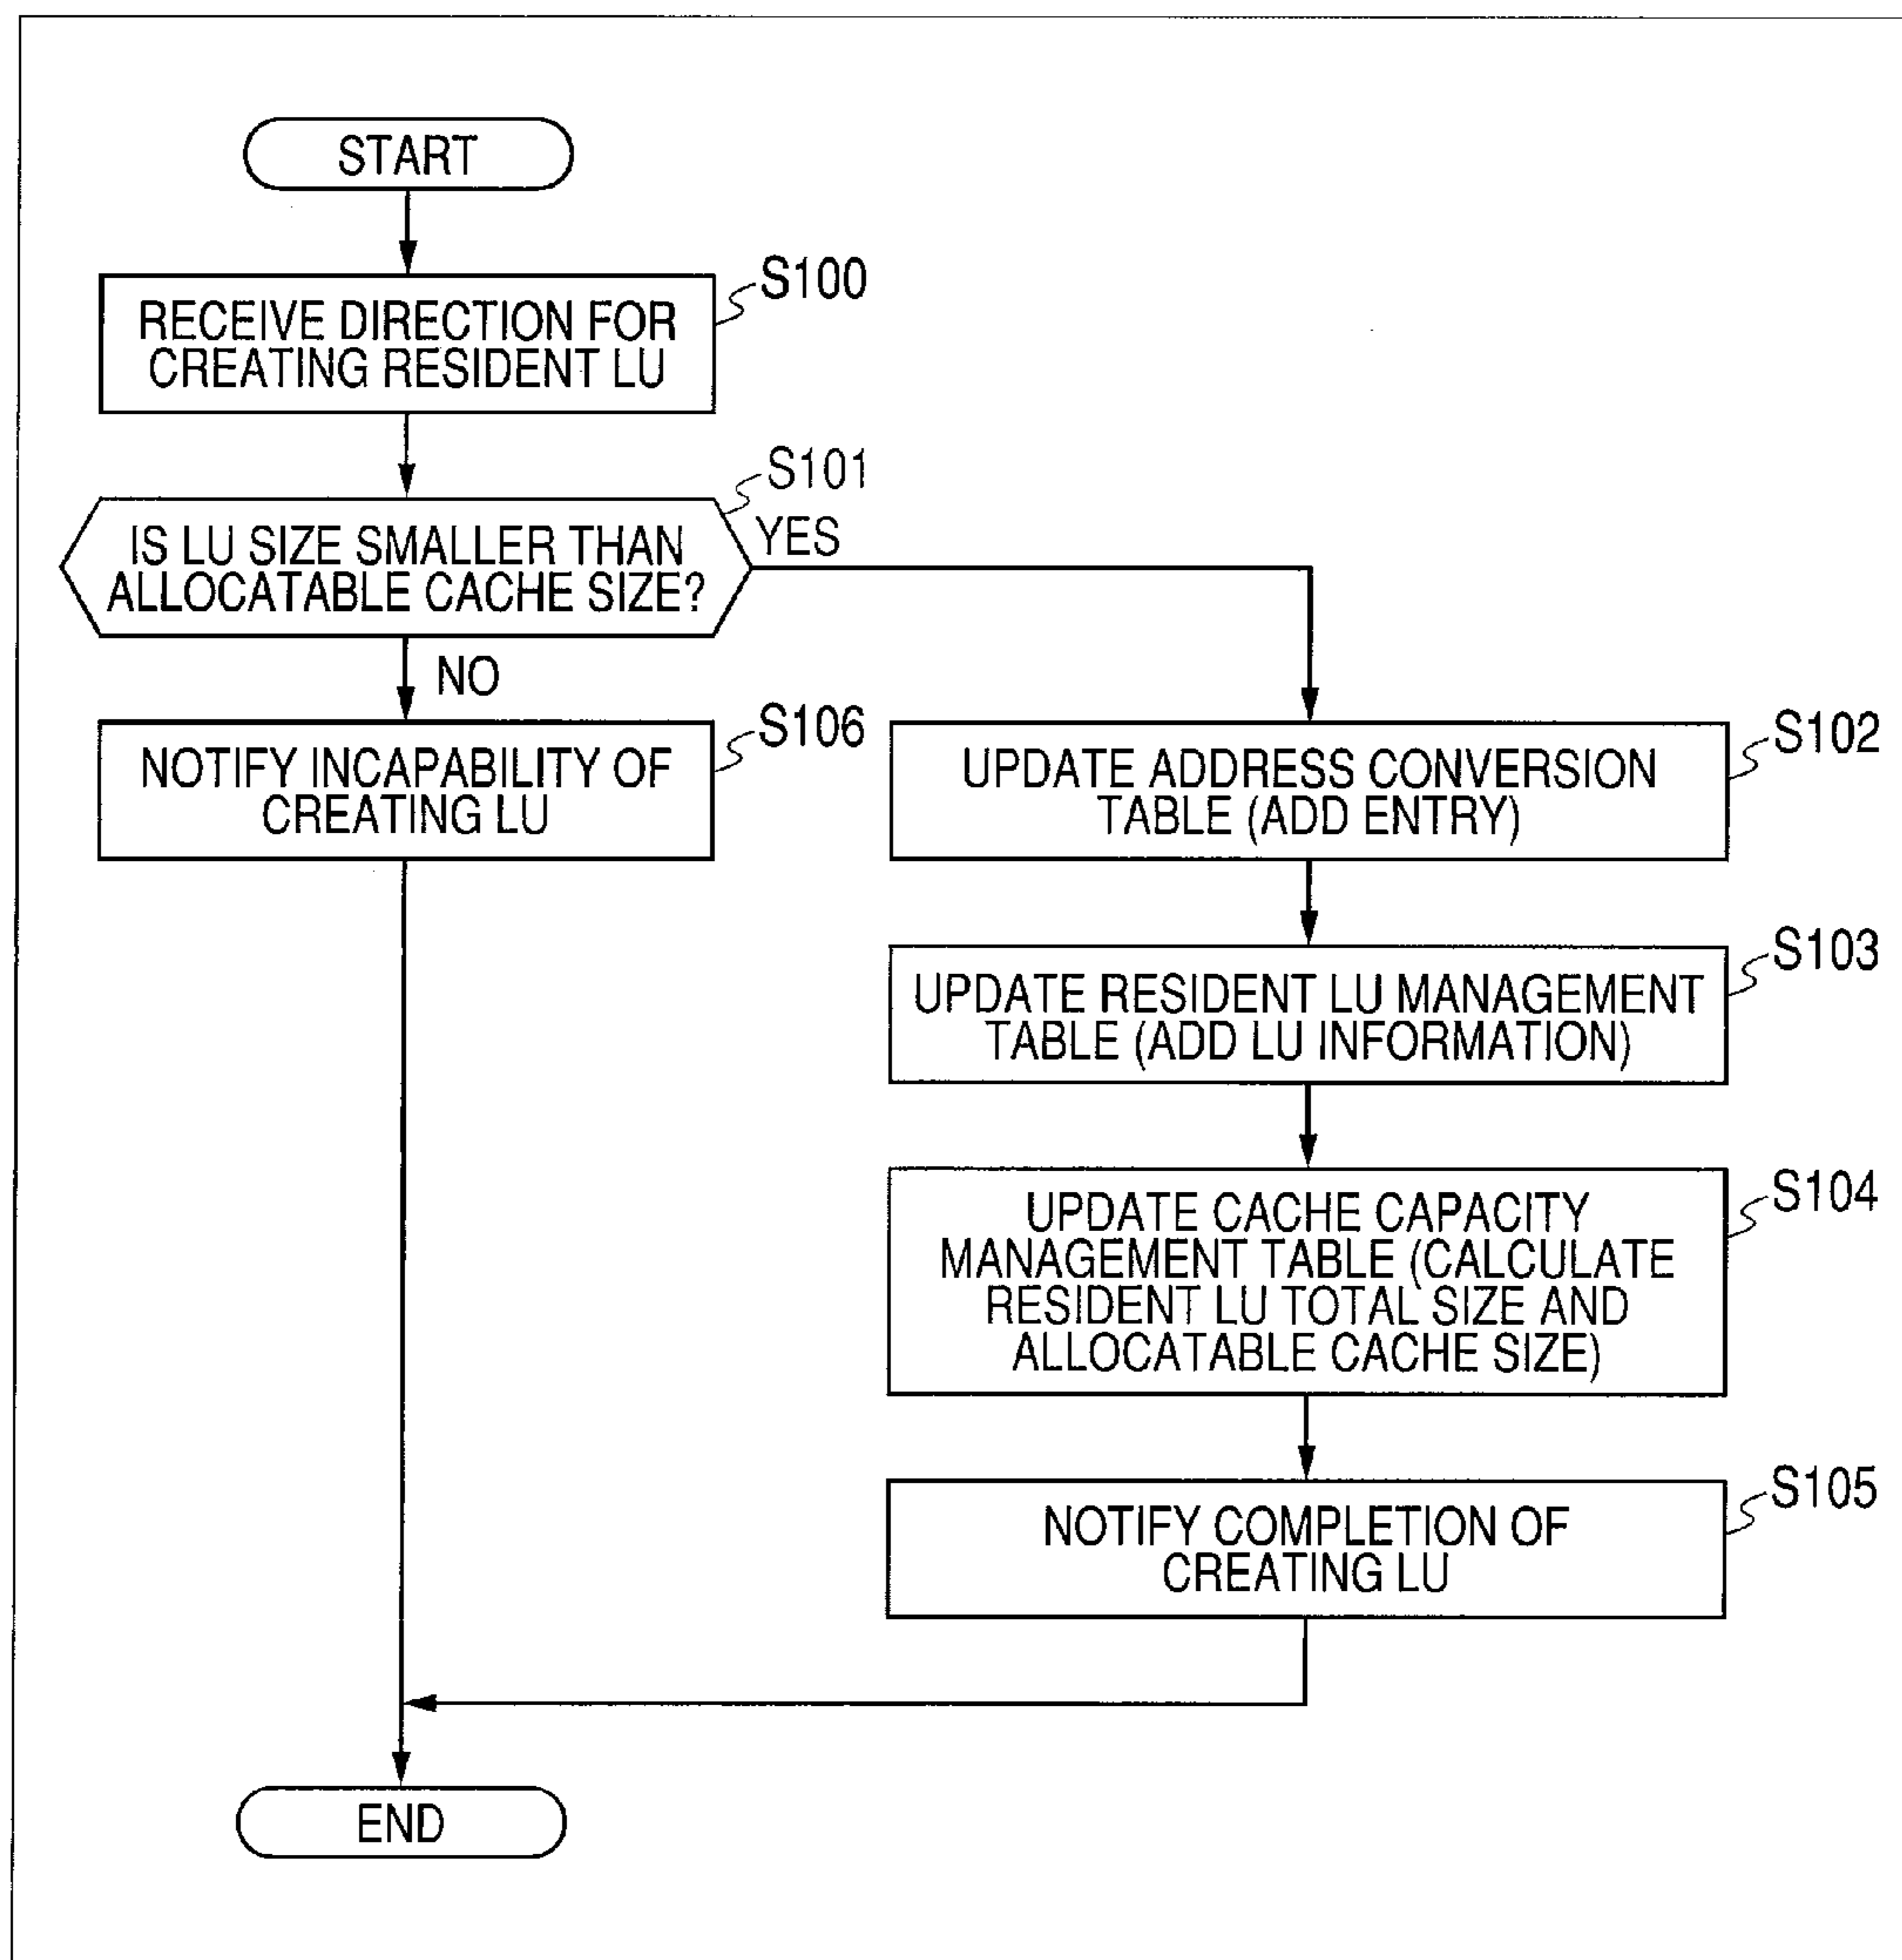 START
S100
RECEIVE DIRECTION FOR
CREATING RESIDENT LU
S101
IS LU SIZE SMALLER THAN
ALLOCATABLE CACHE SIZE?
YES
NO
S106
NOTIFY INCAPABILITY OF
CREATING LU
S102
UPDATE ADDRESS CONVERSION
TABLE (ADD ENTRY)
S103
UPDATE RESIDENT LU MANAGEMENT
TABLE (ADD LU INFORMATION)
S104
UPDATE CACHE CAPACITY
MANAGEMENT TABLE (CALCULATE
RESIDENT LU TOTAL SIZE AND
ALLOCATABLE CACHE SIZE)
S105
NOTIFY COMPLETION OF
CREATING LU
END